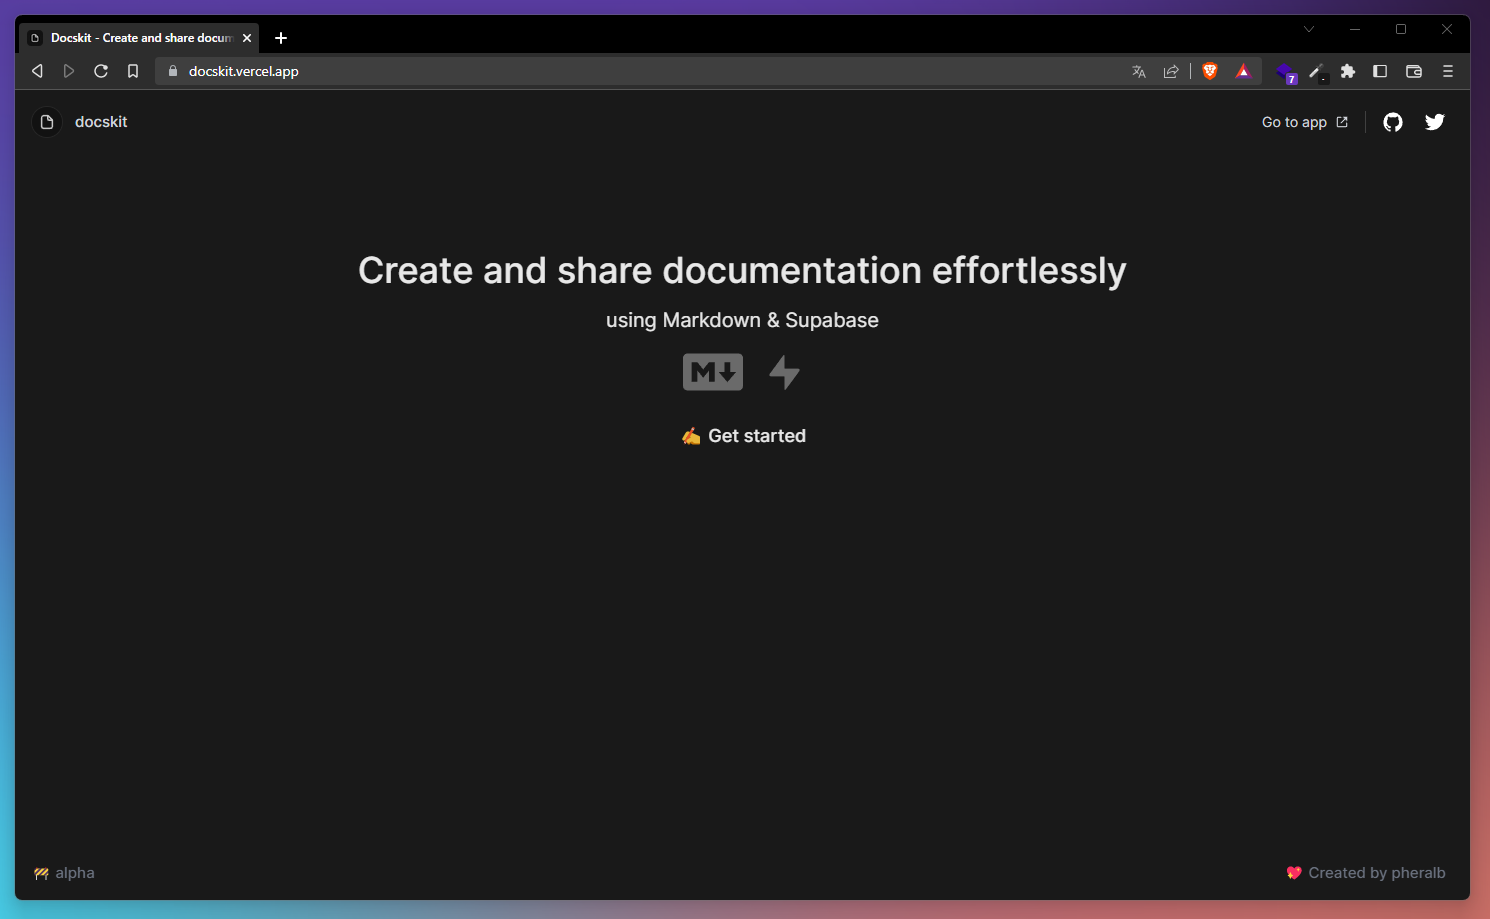 Docskit - Create and share docum
docskit.vercel.app
7
docskit
Go to app
Create and share documentation effortlessly
using Markdown & Supabase
M
✍️ Get started
🚧 alpha
💖 Created by pheralb